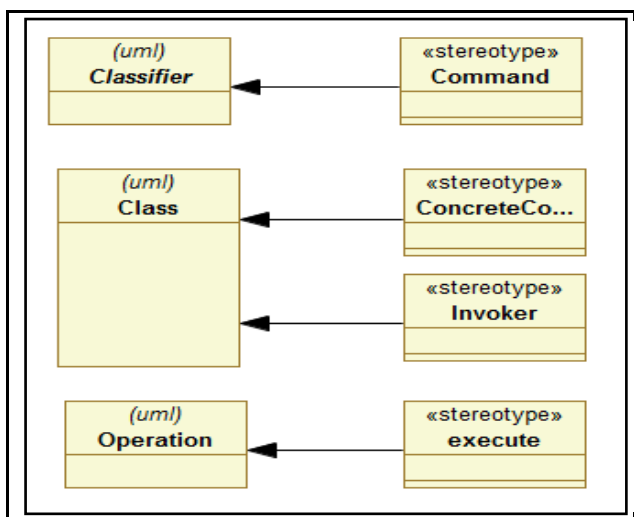 (uml)
Classifier
«stereotype»
Command
(uml)
Class
«stereotype»
ConcreteCo...
«stereotype»
Invoker
(uml)
Operation
«stereotype»
execute